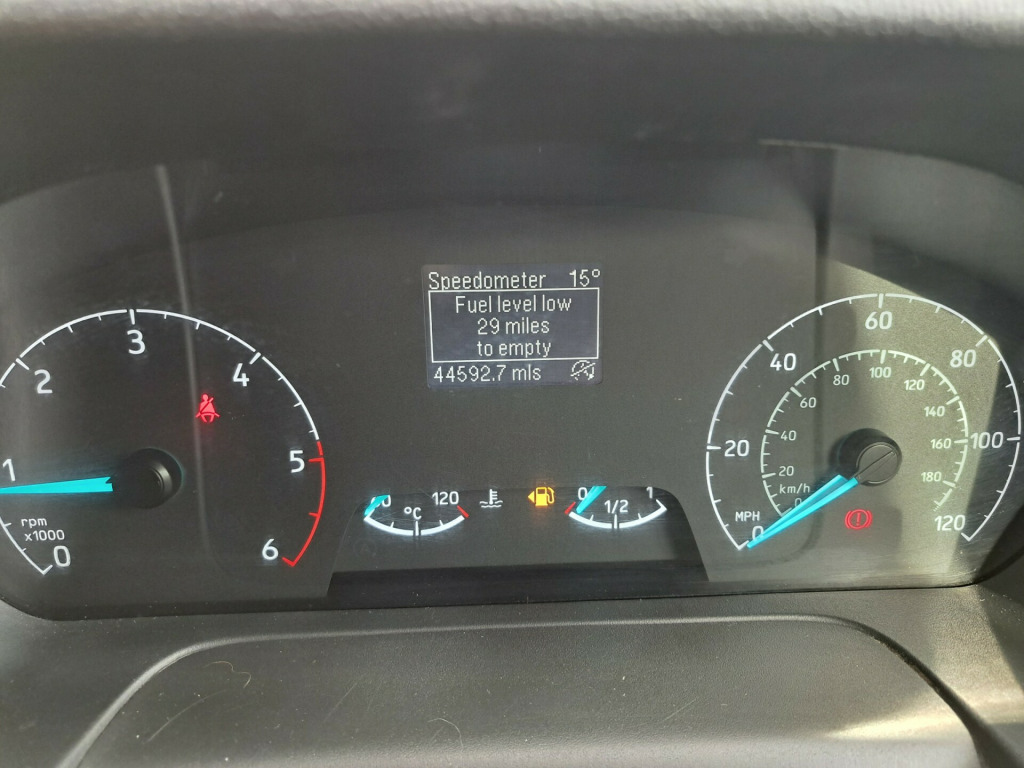 Speedometer 15°
Fuel level low
29 miles
to empty
44592.7 mls
0
1
2
3
4
5
6
rpm
x1000
120
°C
0
1/2
1
0
20
40
60
80
100
120
MPH
20
40
60
80
100
120
140
160
180
km/h